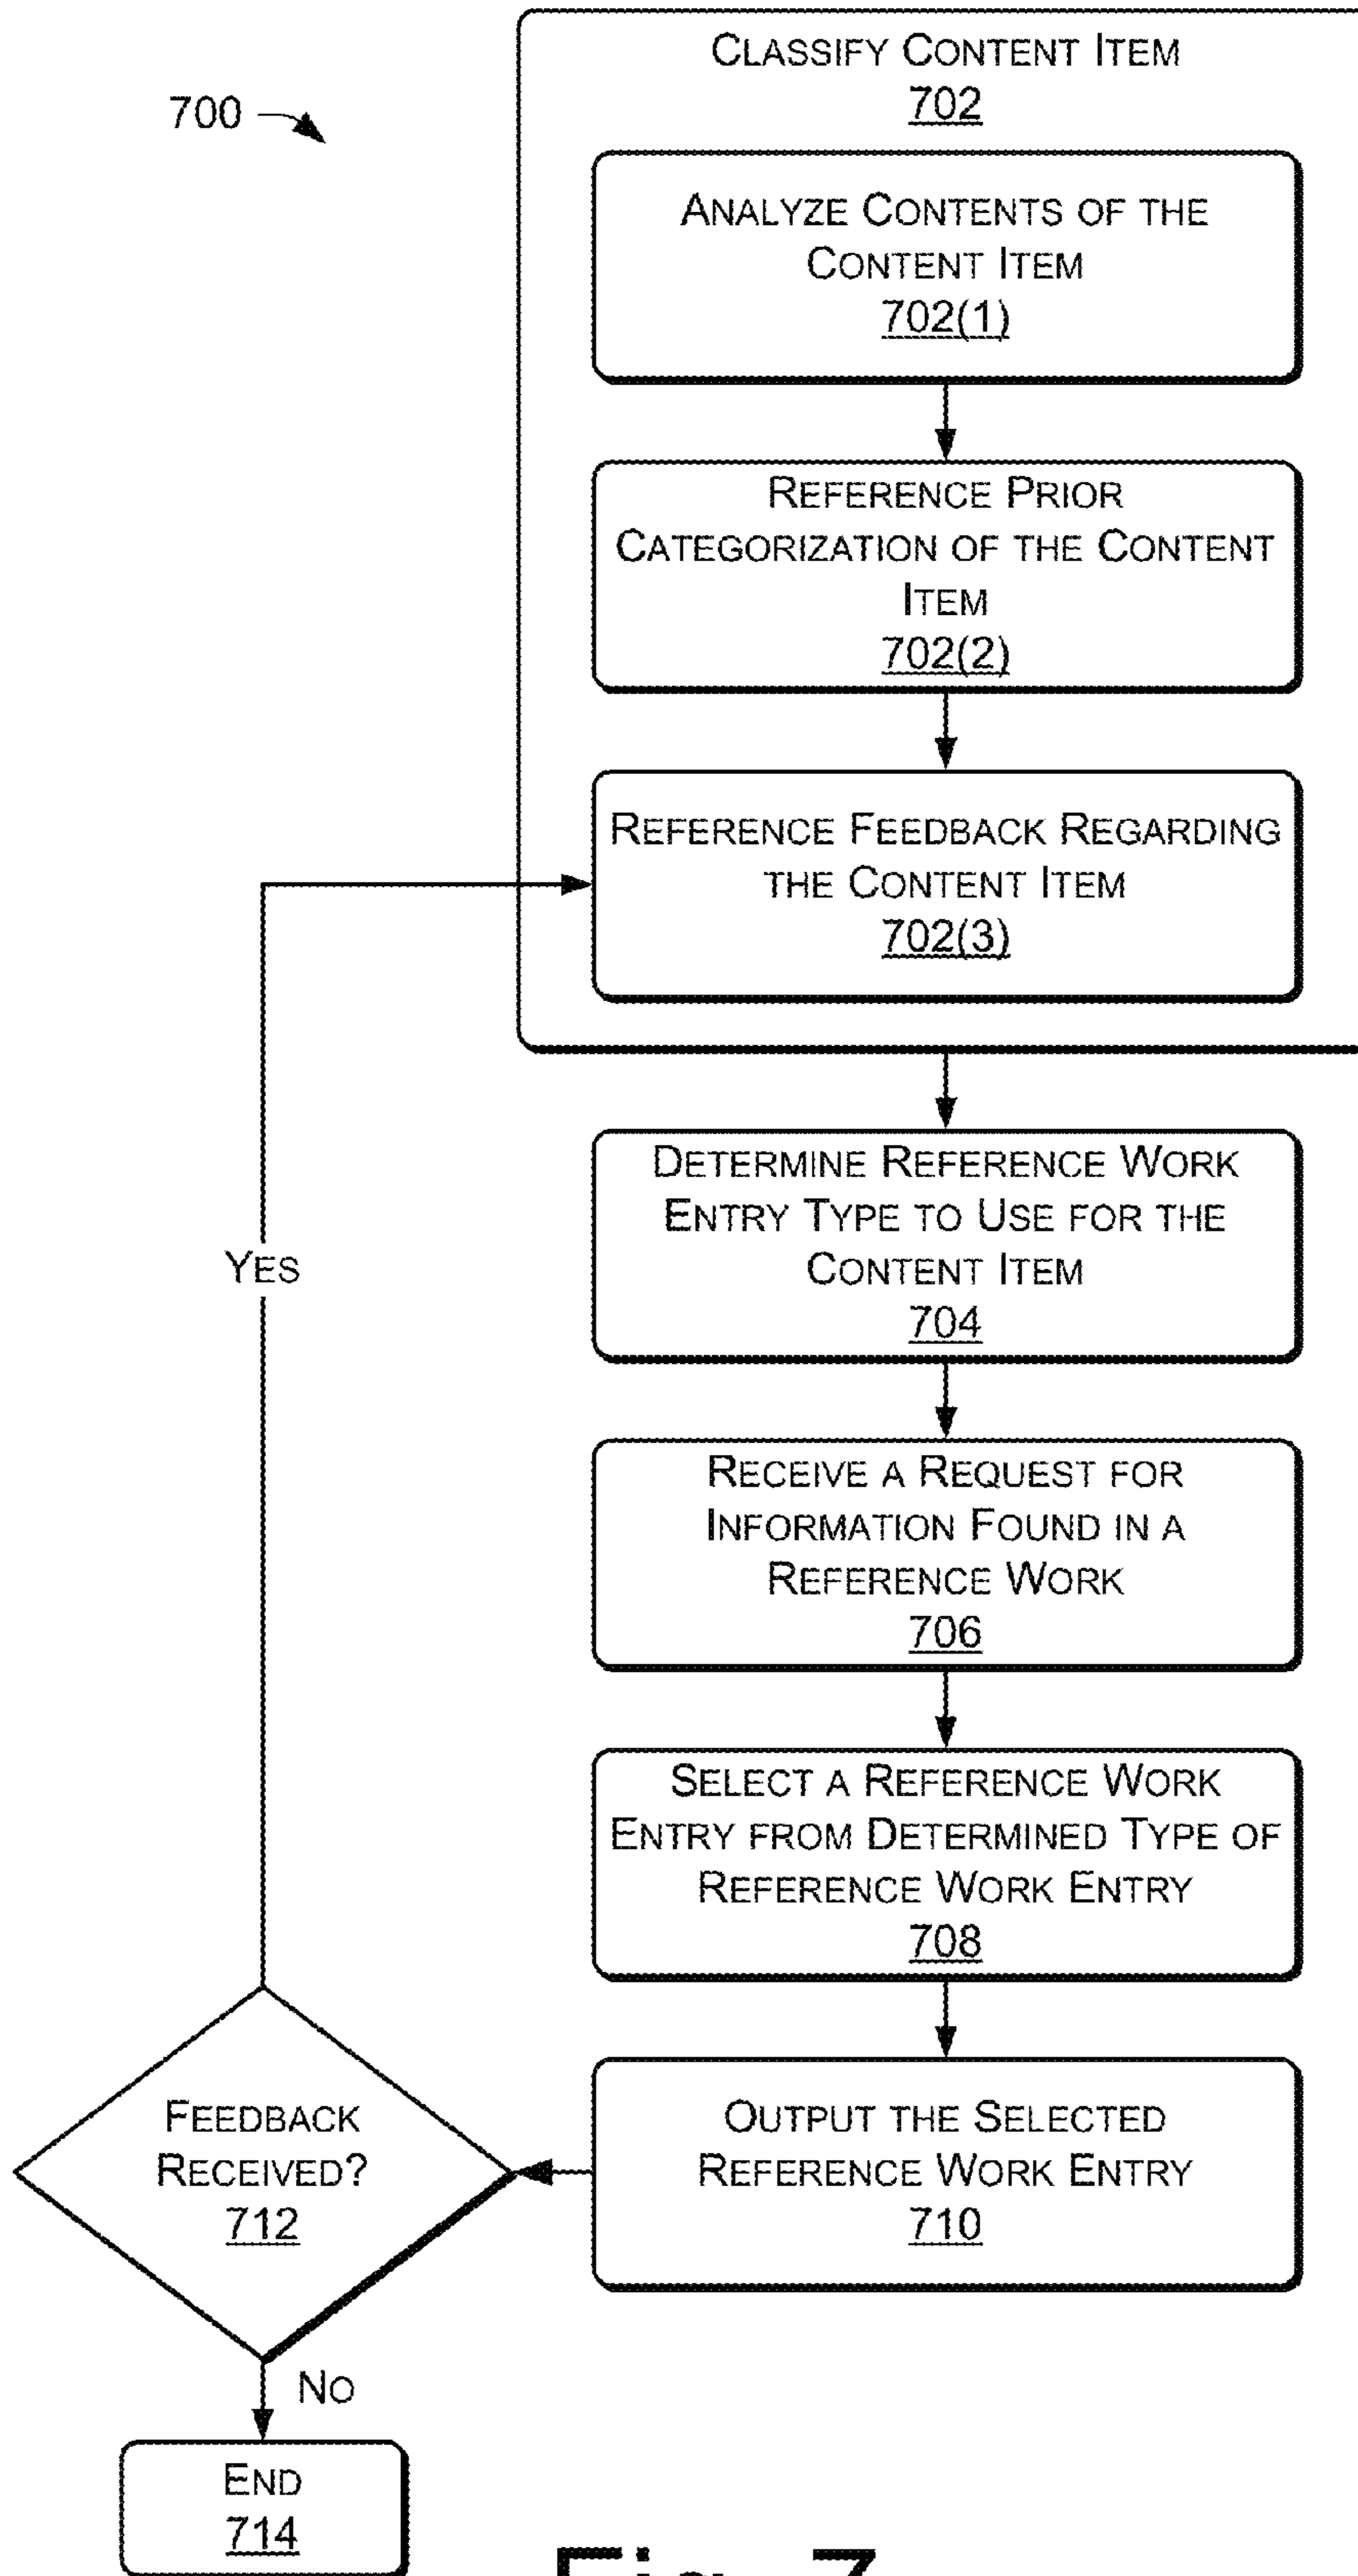 700
CLASSIFY CONTENT ITEM
702
ANALYZE CONTENTS OF THE
CONTENT ITEM
702(1)
REFERENCE PRIOR
CATEGORIZATION OF THE CONTENT
ITEM
702(2)
REFERENCE FEEDBACK REGARDING
THE CONTENT ITEM
702(3)
DETERMINE REFERENCE WORK
ENTRY TYPE TO USE FOR THE
CONTENT ITEM
704
YES
RECEIVE A REQUEST FOR
INFORMATION FOUND IN A
REFERENCE WORK
706
SELECT A REFERENCE WORK
ENTRY FROM DETERMINED TYPE OF
REFERENCE WORK ENTRY
708
OUTPUT THE SELECTED
REFERENCE WORK ENTRY
710
FEEDBACK
RECEIVED?
712
NO
END
714
Fig. 7